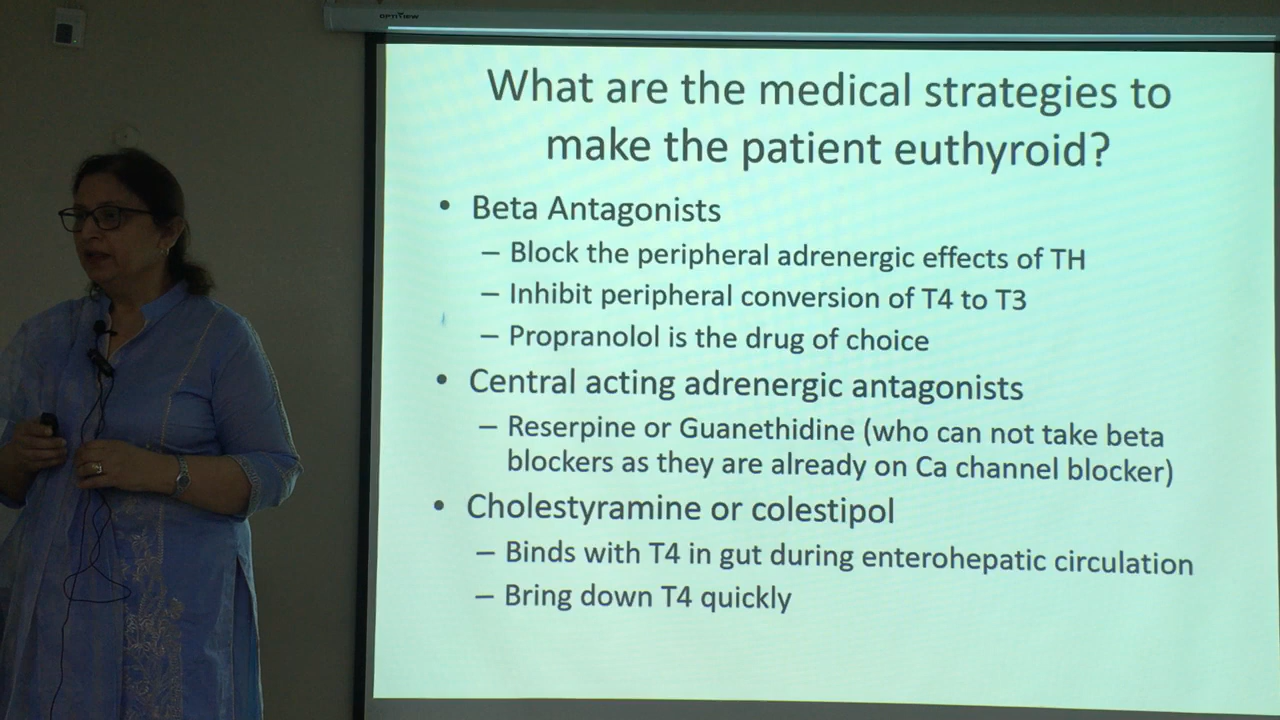 OPTIVIEW
What are the medical strategies to
make the patient euthyroid?
• Beta Antagonists
– Block the peripheral adrenergic effects of TH
– Inhibit peripheral conversion of T4 to T3
– Propranolol is the drug of choice
• Central acting adrenergic antagonists
– Reserpine or Guanethidine (who can not take beta
blockers as they are already on Ca channel blocker)
• Cholestyramine or colestipol
– Binds with T4 in gut during enterohepatic circulation
– Bring down T4 quickly